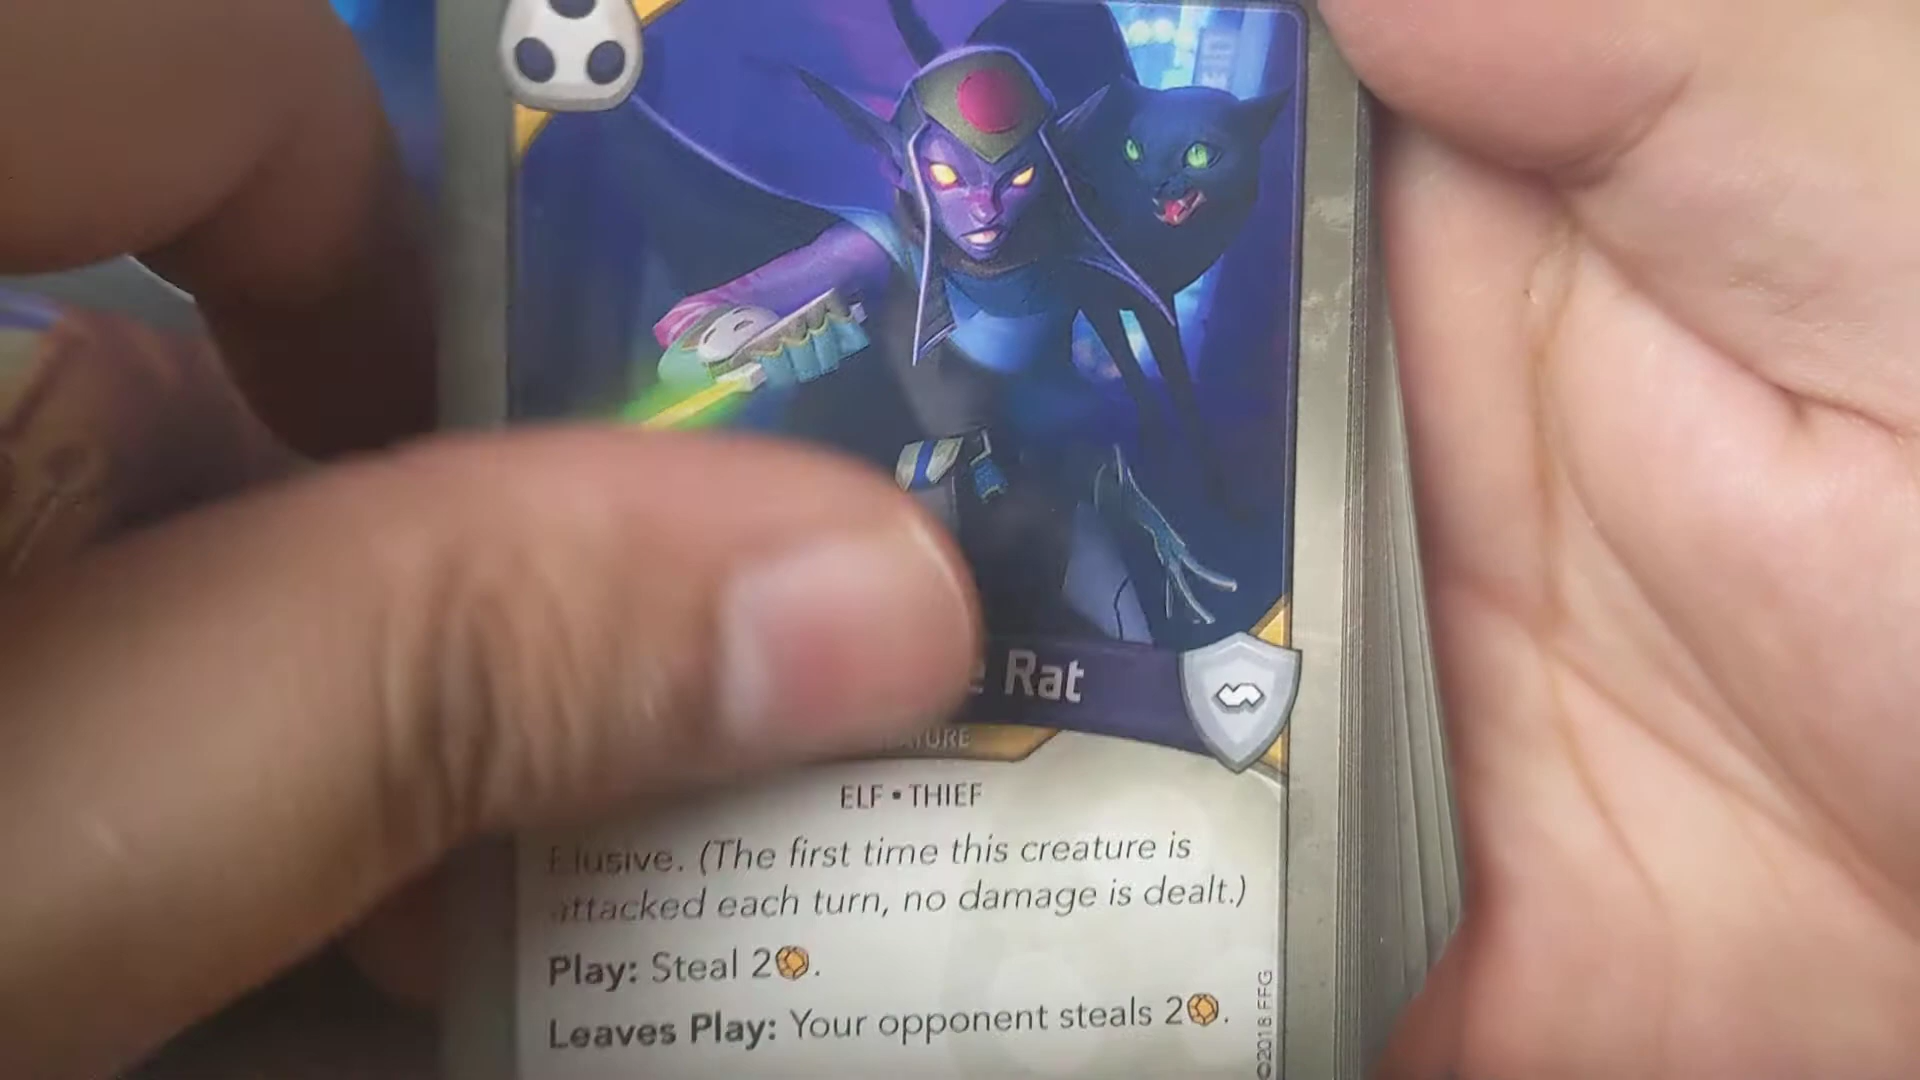 Rat
ELF • THIEF
Elusive. (The first time this creature is
attacked each turn, no damage is dealt.)
Play: Steal 2.
Leaves Play: Your opponent steals 2.
©2018 FFG